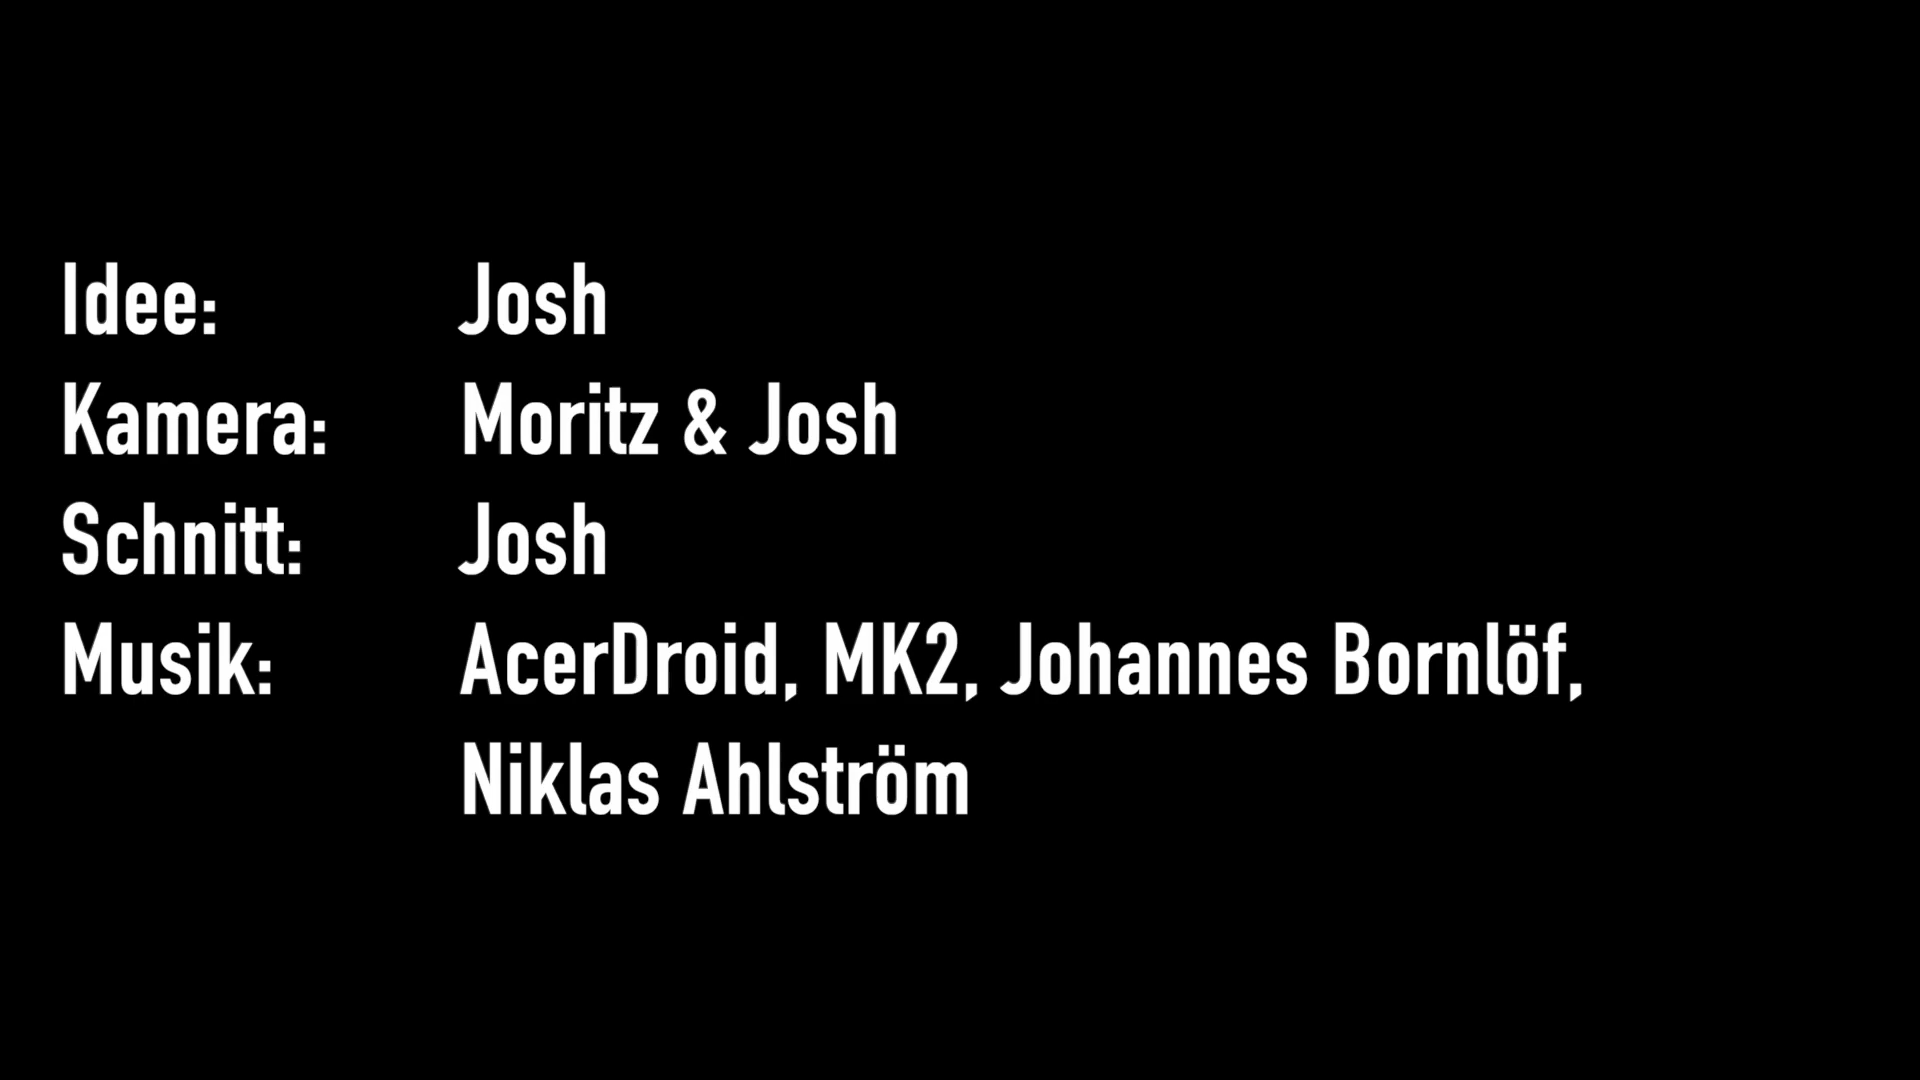 Idee: Josh
Kamera: Moritz & Josh
Schnitt: Josh
Musik: AcerDroid, MK2, Johannes Bornlöf,
Niklas Ahlström